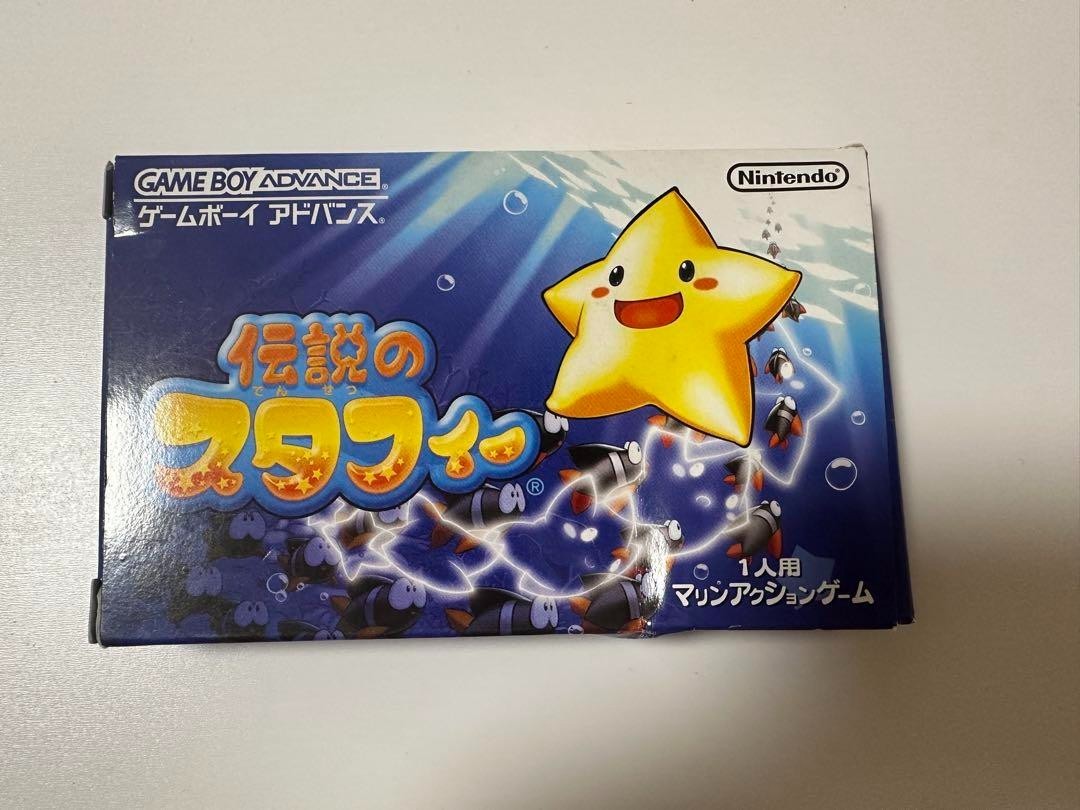 GAME BOY ADVANCE®
ゲームボーイ アドバンス®
Nintendo®
伝説の
でんせつ
スタフィー®
1人用
マリンアクションゲーム